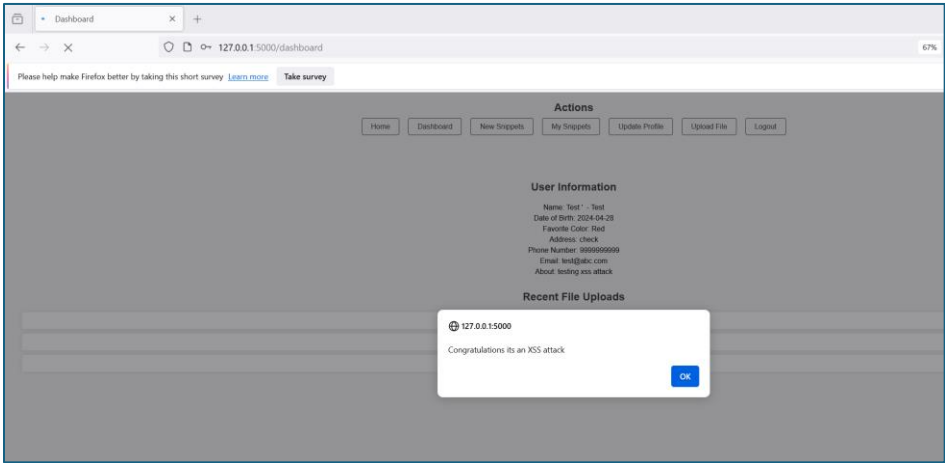 Dashboard
127.0.0.1:5000/dashboard
67%
Please help make Firefox better by taking this short survey Learn more Take survey
Actions
Home Dashboard New Snippets My Snippets Update Profile Upload File Logout
User Information
Name: Test ' - Test
Date of Birth: 2024-04-28
Favorite Color: Red
Address: check
Phone Number: 9999999999
Email: test@abc.com
About: testing xss attack
Recent File Uploads
127.0.0.1:5000
Congratulations its an XSS attack
OK